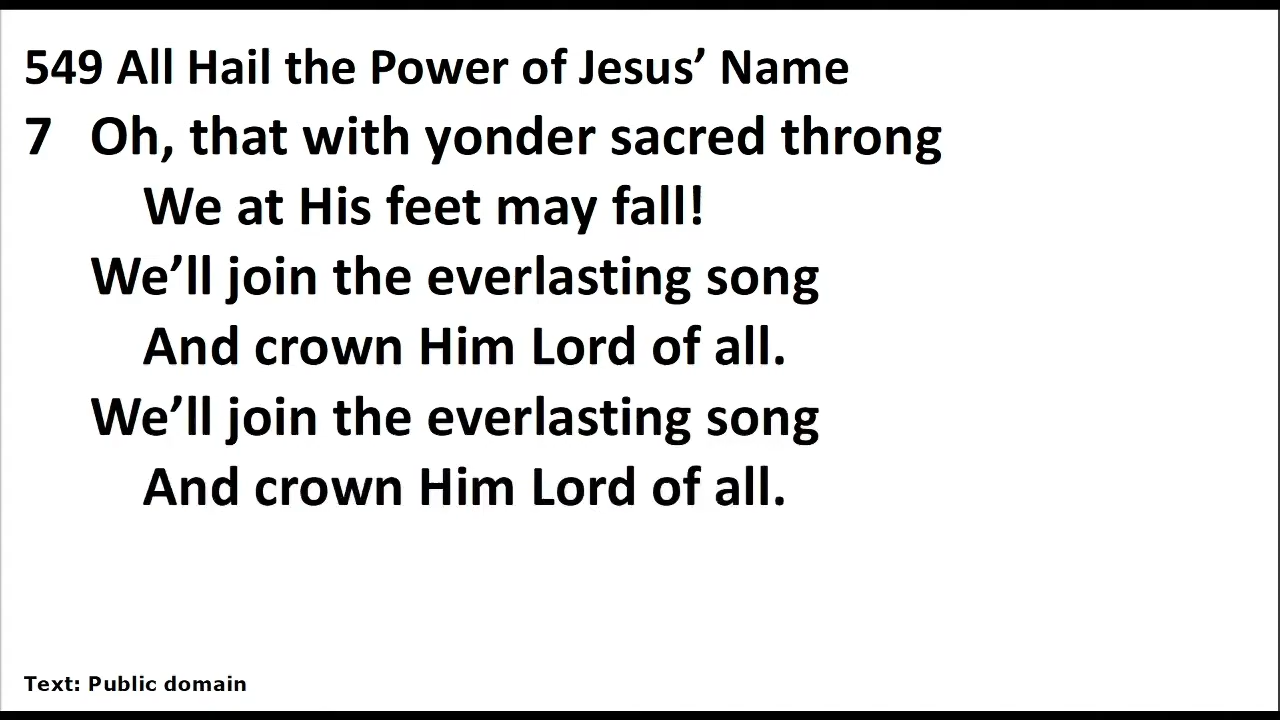 549 All Hail the Power of Jesus’ Name
7 Oh, that with yonder sacred throng
We at His feet may fall!
We’ll join the everlasting song
And crown Him Lord of all.
We’ll join the everlasting song
And crown Him Lord of all.
Text: Public domain